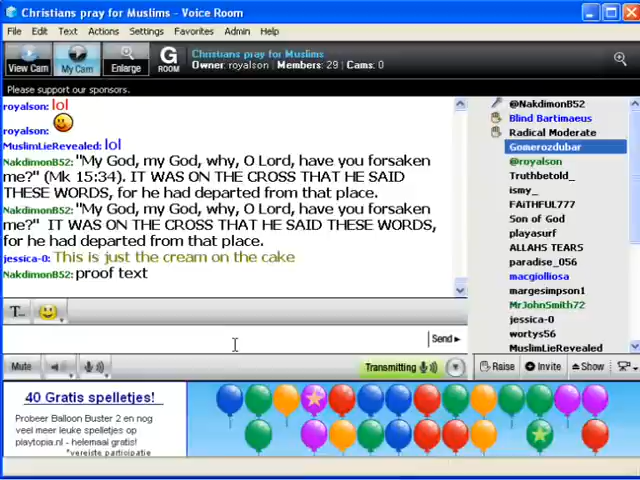 Christians pray for Muslims - Voice Room
File Edit Text Actions Settings Favorites Admin Help
View Cam My Cam Enlarge G ROOM
Christians pray for Muslims
Owner: royalson | Members: 29 | Cams: 0
Please support our sponsors.
royalson: lol
royalson:
MuslimLieRevealed: lol
NakdimonB52: "My God, my God, why, O Lord, have you forsaken
me?" (Mk 15:34). IT WAS ON THE CROSS THAT HE SAID
THESE WORDS, for he had departed from that place.
NakdimonB52: "My God, my God, why, O Lord, have you forsaken
me?" IT WAS ON THE CROSS THAT HE SAID THESE WORDS,
for he had departed from that place.
jessica-0: This is just the cream on the cake
NakdimonB52: proof text
@NakdimonB52
Blind Bartimaeus
Radical Moderate
Gomerozdubar
@royalson
Truthbetold_
ismy_
FAiTHFUL777
Son of God
playasurf
ALLAHS TEARS
paradise_056
macgiolliosa
margesimpson1
MrJohnSmith72
jessica-0
wortys56
MuslimLieRevealed
T...
Send
Mute
Transmitting
Raise Invite Show
40 Gratis spelletjes!
Probeer Balloon Buster 2 en nog
veel meer leuke spelletjes op
playtopia.nl - helemaal gratis!
*vereiste participatie